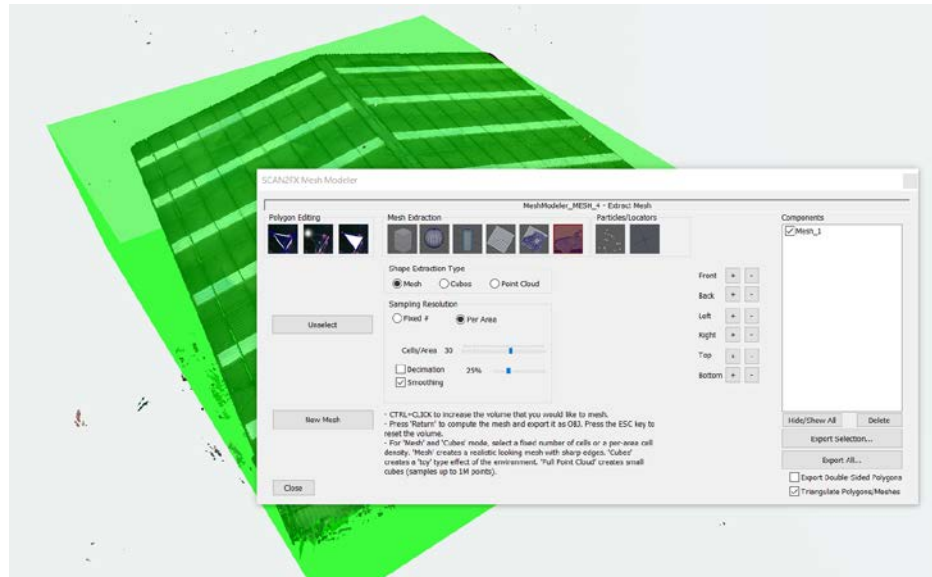 SCAN2FX Mesh Modeler
MeshModeler_MESH_4 - Extract Mesh
Polygon Editing
Mesh Extraction
Particles/Locators
Components
Mesh_1
Shape Extraction Type
Mesh Cubes Point Cloud
Sampling Resolution
Fixed # Per Area
Cells/Area 30
Decimation 25%
Smoothing
Unselect
New Mesh
Close
Front + -
Back + -
Left + -
Right + -
Top + -
Bottom + -
- CTRL+CLICK to increase the volume that you would like to mesh.
- Press 'Return' to compute the mesh and export it as OBJ. Press the ESC key to
reset the volume.
- For 'Mesh' and 'Cubes' mode, select a fixed number of cells or a per-area cell
density. 'Mesh' creates a realistic looking mesh with sharp edges. 'Cubes'
creates a 'toy' type effect of the environment. 'Full Point Cloud' creates small
cubes (samples up to 1M points).
Hide/Show All Delete
Export Selection...
Export All...
Export Double-Sided Polygons
Triangulate Polygons/Meshes